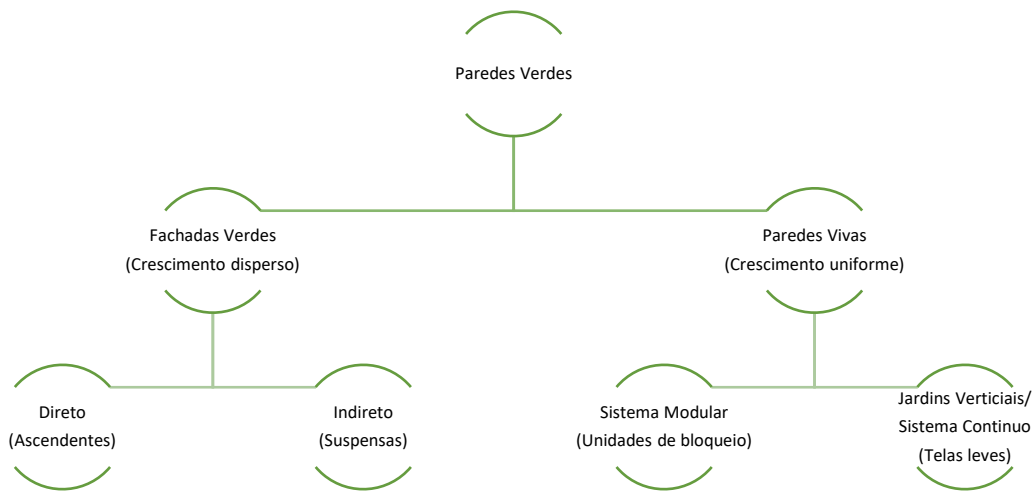 Paredes Verdes
Fachadas Verdes
(Crescimento disperso)
Paredes Vivas
(Crescimento uniforme)
Direto
(Ascendentes)
Indireto
(Suspensas)
Sistema Modular
(Unidades de bloqueio)
Jardins Verticiais/
Sistema Continuo
(Telas leves)